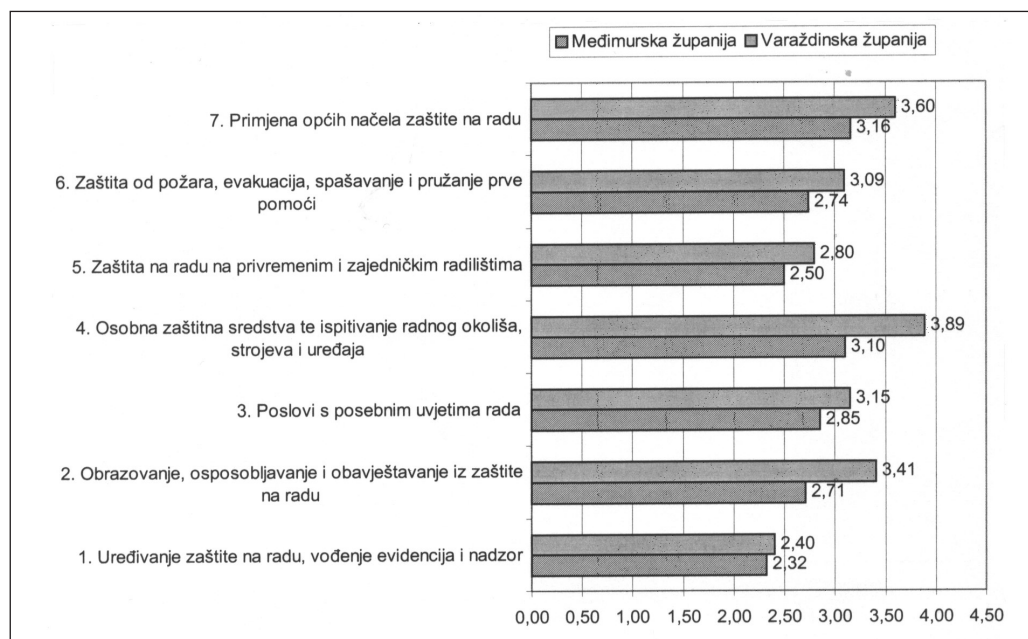 Međimurska županija Varaždinska županija
7. Primjena općih načela zaštite na radu
3,60
3,16
6. Zaštita od požara, evakuacija, spašavanje i pružanje prve
pomoći
3,09
2,74
5. Zaštita na radu na privremenim i zajedničkim radilištima
2,80
2,50
4. Osobna zaštitna sredstva te ispitivanje radnog okoliša,
strojeva i uređaja
3,89
3,10
3. Poslovi s posebnim uvjetima rada
3,15
2,85
2. Obrazovanje, osposobljavanje i obavještavanje iz zaštite
na radu
3,41
2,71
1. Uređivanje zaštite na radu, vođenje evidencija i nadzor
2,40
2,32
0,00 0,50 1,00 1,50 2,00 2,50 3,00 3,50 4,00 4,50